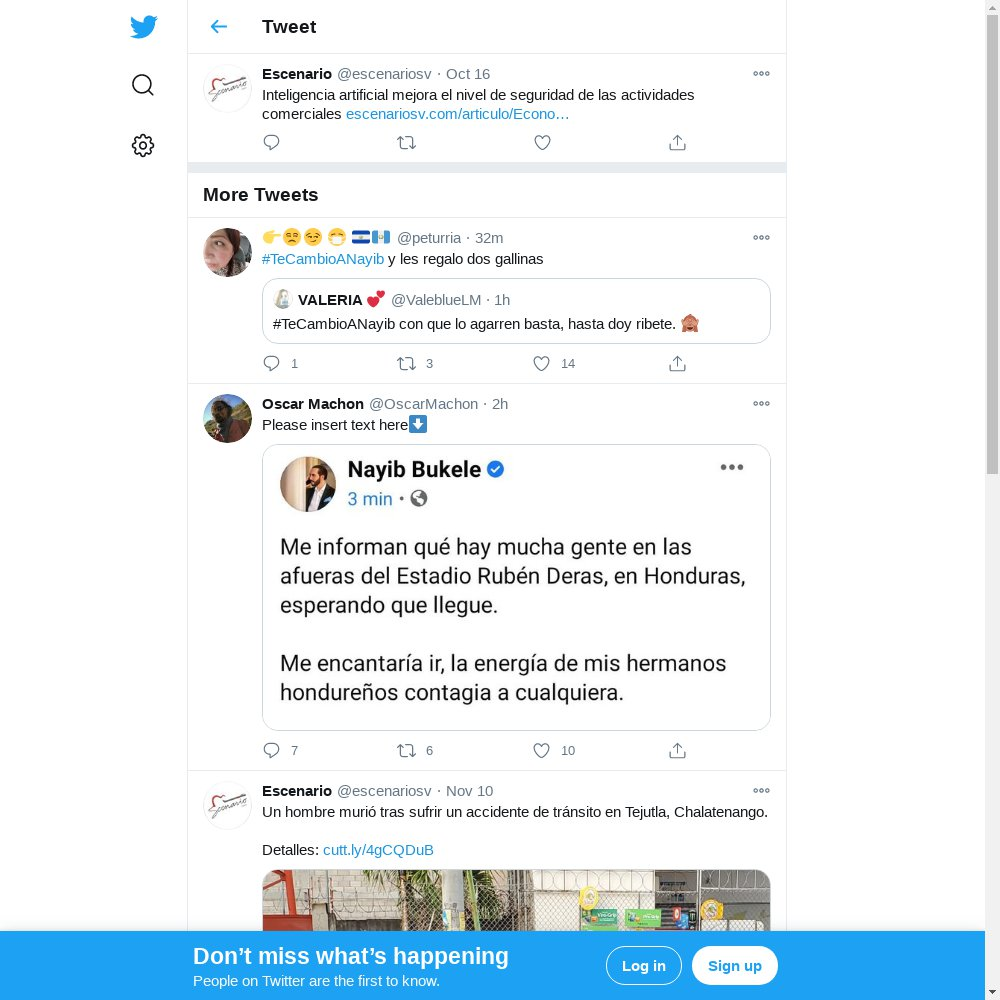 Tweet
Escenario @escenariosv · Oct 16
Inteligencia artificial mejora el nivel de seguridad de las actividades
comerciales escenariosv.com/articulo/Econo…
More Tweets
@peturria · 32m
#TeCambioANayib y les regalo dos gallinas
VALERIA @ValeblueLM · 1h
#TeCambioANayib con que lo agarren basta, hasta doy ribete.
1 3 14
Oscar Machon @OscarMachon · 2h
Please insert text here
Nayib Bukele
3 min ·
Me informan qué hay mucha gente en las
afueras del Estadio Rubén Deras, en Honduras,
esperando que llegue.
Me encantaría ir, la energía de mis hermanos
hondureños contagia a cualquiera.
7 6 10
Escenario @escenariosv · Nov 10
Un hombre murió tras sufrir un accidente de tránsito en Tejutla, Chalatenango.
Detalles: cutt.ly/4gCQDuB
Don’t miss what’s happening
People on Twitter are the first to know.
Log in
Sign up